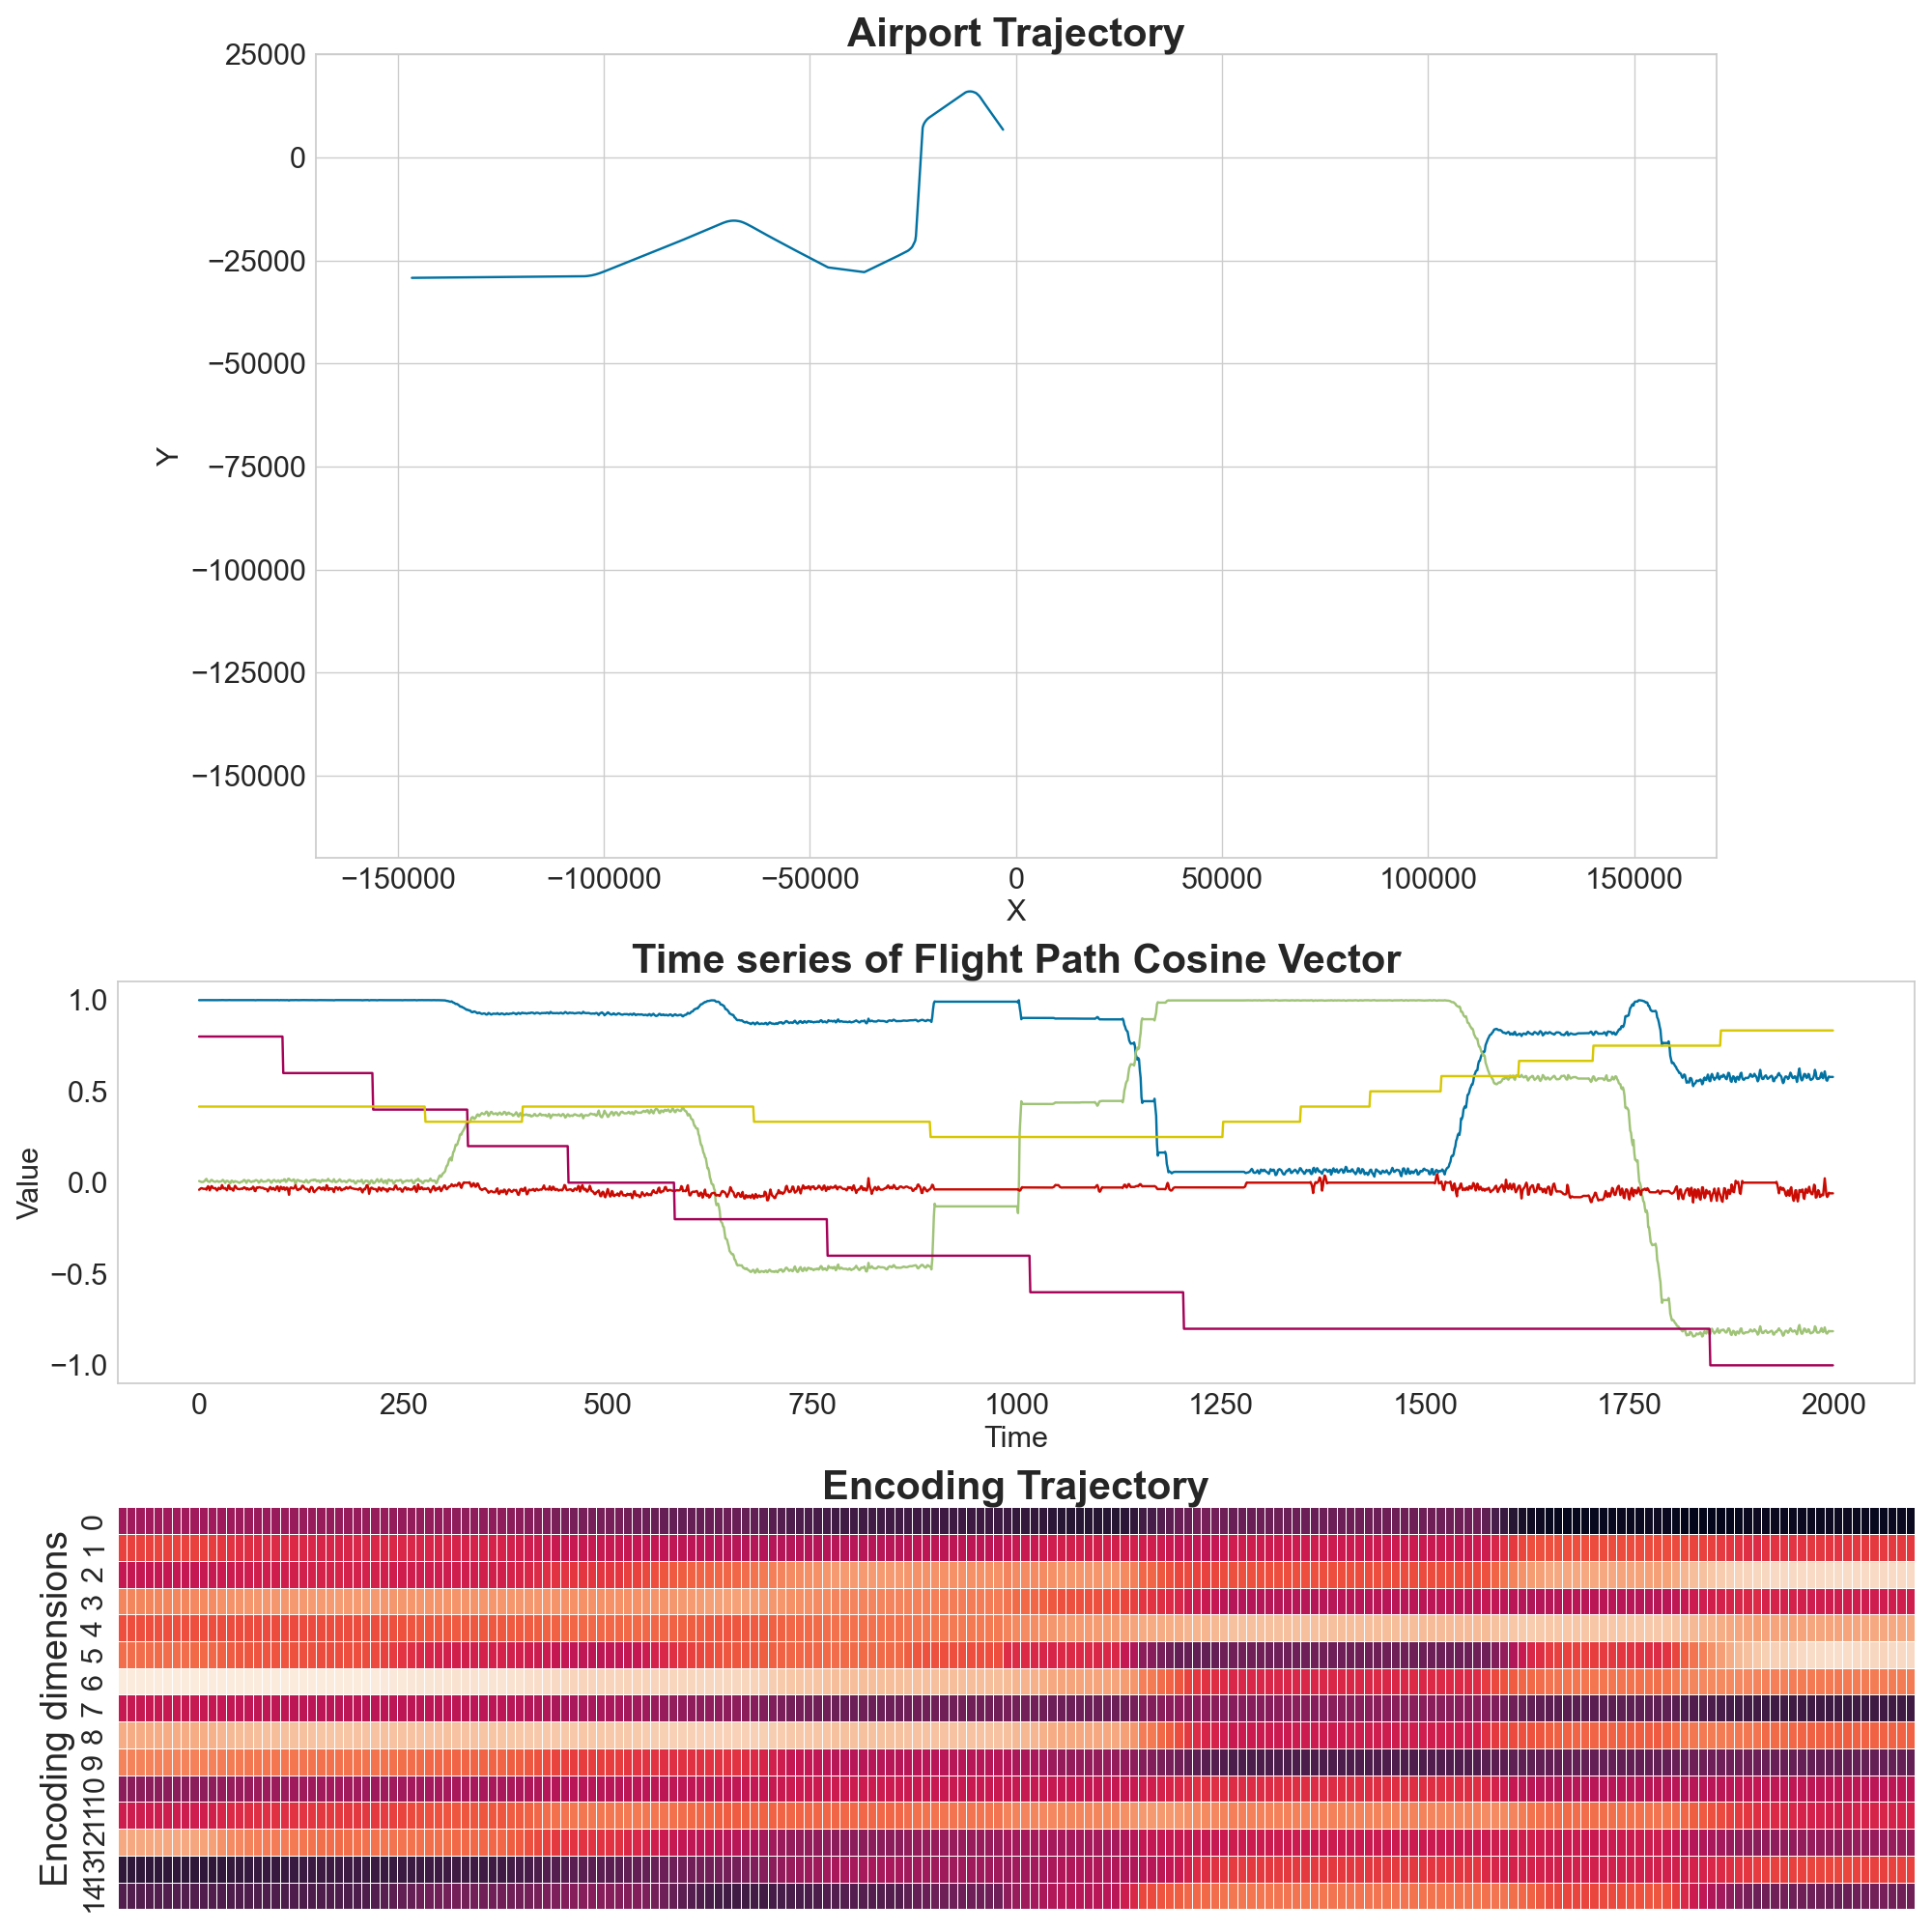 Airport Trajectory
25000
0
−25000
−50000
−75000
−100000
−125000
−150000
Y
−150000 −100000 −50000 0 50000 100000 150000
X
Time series of Flight Path Cosine Vector
1.0
0.5
0.0
−0.5
−1.0
Value
0 250 500 750 1000 1250 1500 1750 2000
Time
Encoding Trajectory
0
1
2
3
4
5
6
7
8
9
10
11
12
13
14
Encoding dimensions